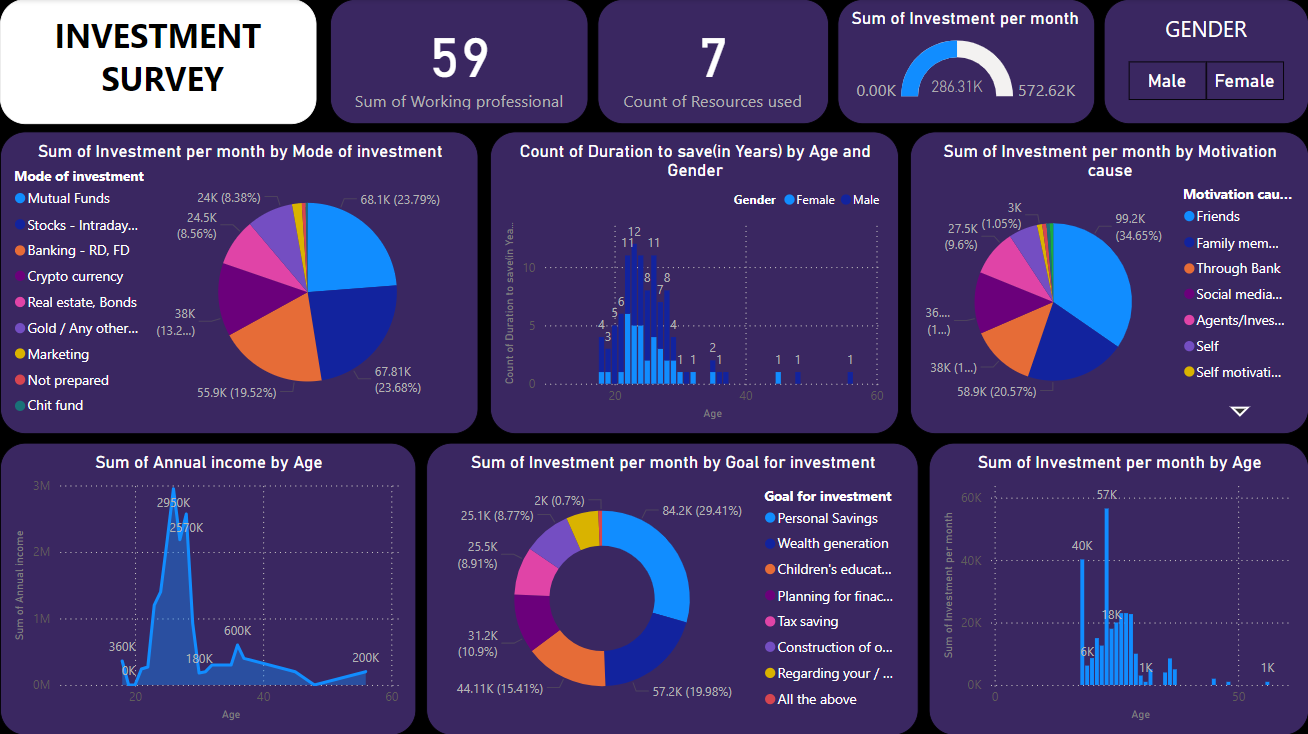 INVESTMENT
SURVEY
59
Sum of Working professional
7
Count of Resources used
Sum of Investment per month
0.00K
286.31K
572.62K
GENDER
Male
Female
Sum of Investment per month by Mode of investment
Mode of investment
Mutual Funds
Stocks - Intraday...
Banking - RD, FD
Crypto currency
Real estate, Bonds
Gold / Any other...
Marketing
Not prepared
Chit fund
24K (8.38%)
68.1K (23.79%)
24.5K
(8.56%)
38K
(13.2...)
55.9K (19.52%)
67.81K
(23.68%)
Count of Duration to save(in Years) by Age and
Gender
Gender
Female
Male
Count of Duration to save(in Yea..
10
5
0
4
3
5
6
11
12
8
11
7
8
4
1
1
2
1
1
1
1
20
40
60
Age
Sum of Investment per month by Motivation
cause
Motivation cau...
Friends
Family mem...
Through Bank
Social media...
Agents/Inves...
Self
Self motivati...
3K
(1.05%)
27.5K
(9.6%)
99.2K
(34.65%)
36....
(1...)
38K (1...)
58.9K (20.57%)
Sum of Annual income by Age
Sum of Annual income
3M
2M
1M
0M
360K
0K
2950K
2570K
180K
600K
200K
20
40
60
Age
Sum of Investment per month by Goal for investment
2K (0.7%)
84.2K (29.41%)
25.1K (8.77%)
25.5K
(8.91%)
31.2K
(10.9%)
44.11K (15.41%)
57.2K (19.98%)
Goal for investment
Personal Savings
Wealth generation
Children's educat...
Planning for finac...
Tax saving
Construction of o...
Regarding your / ...
All the above
Sum of Investment per month by Age
Sum of Investment per month
60K
40K
20K
0K
40K
6K
57K
18K
1K
1K
0
50
Age